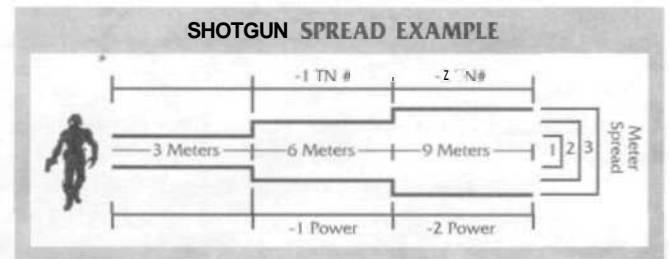 SHOTGUN SPREAD EXAMPLE
-1 TN #
3 Meters 6 Meters 9 Meters 1 2 3
Meter Spread
-1 Power -2 Power